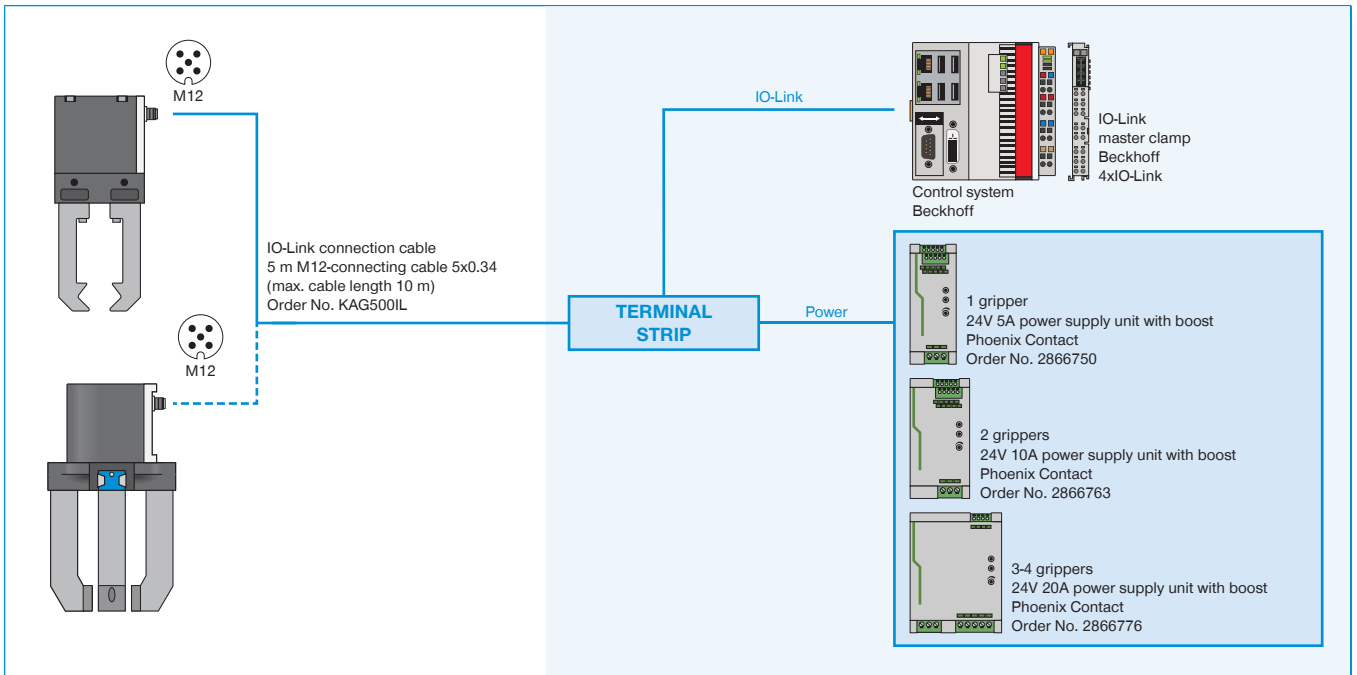 M12
IO-Link connection cable
5 m M12-connecting cable 5x0.34
(max. cable length 10 m)
Order No. KAG500IL
M12
TERMINAL
STRIP
IO-Link
Power
Control system
Beckhoff
IO-Link
master clamp
Beckhoff
4xIO-Link
1 gripper
24V 5A power supply unit with boost
Phoenix Contact
Order No. 2866750
2 grippers
24V 10A power supply unit with boost
Phoenix Contact
Order No. 2866763
3-4 grippers
24V 20A power supply unit with boost
Phoenix Contact
Order No. 2866776